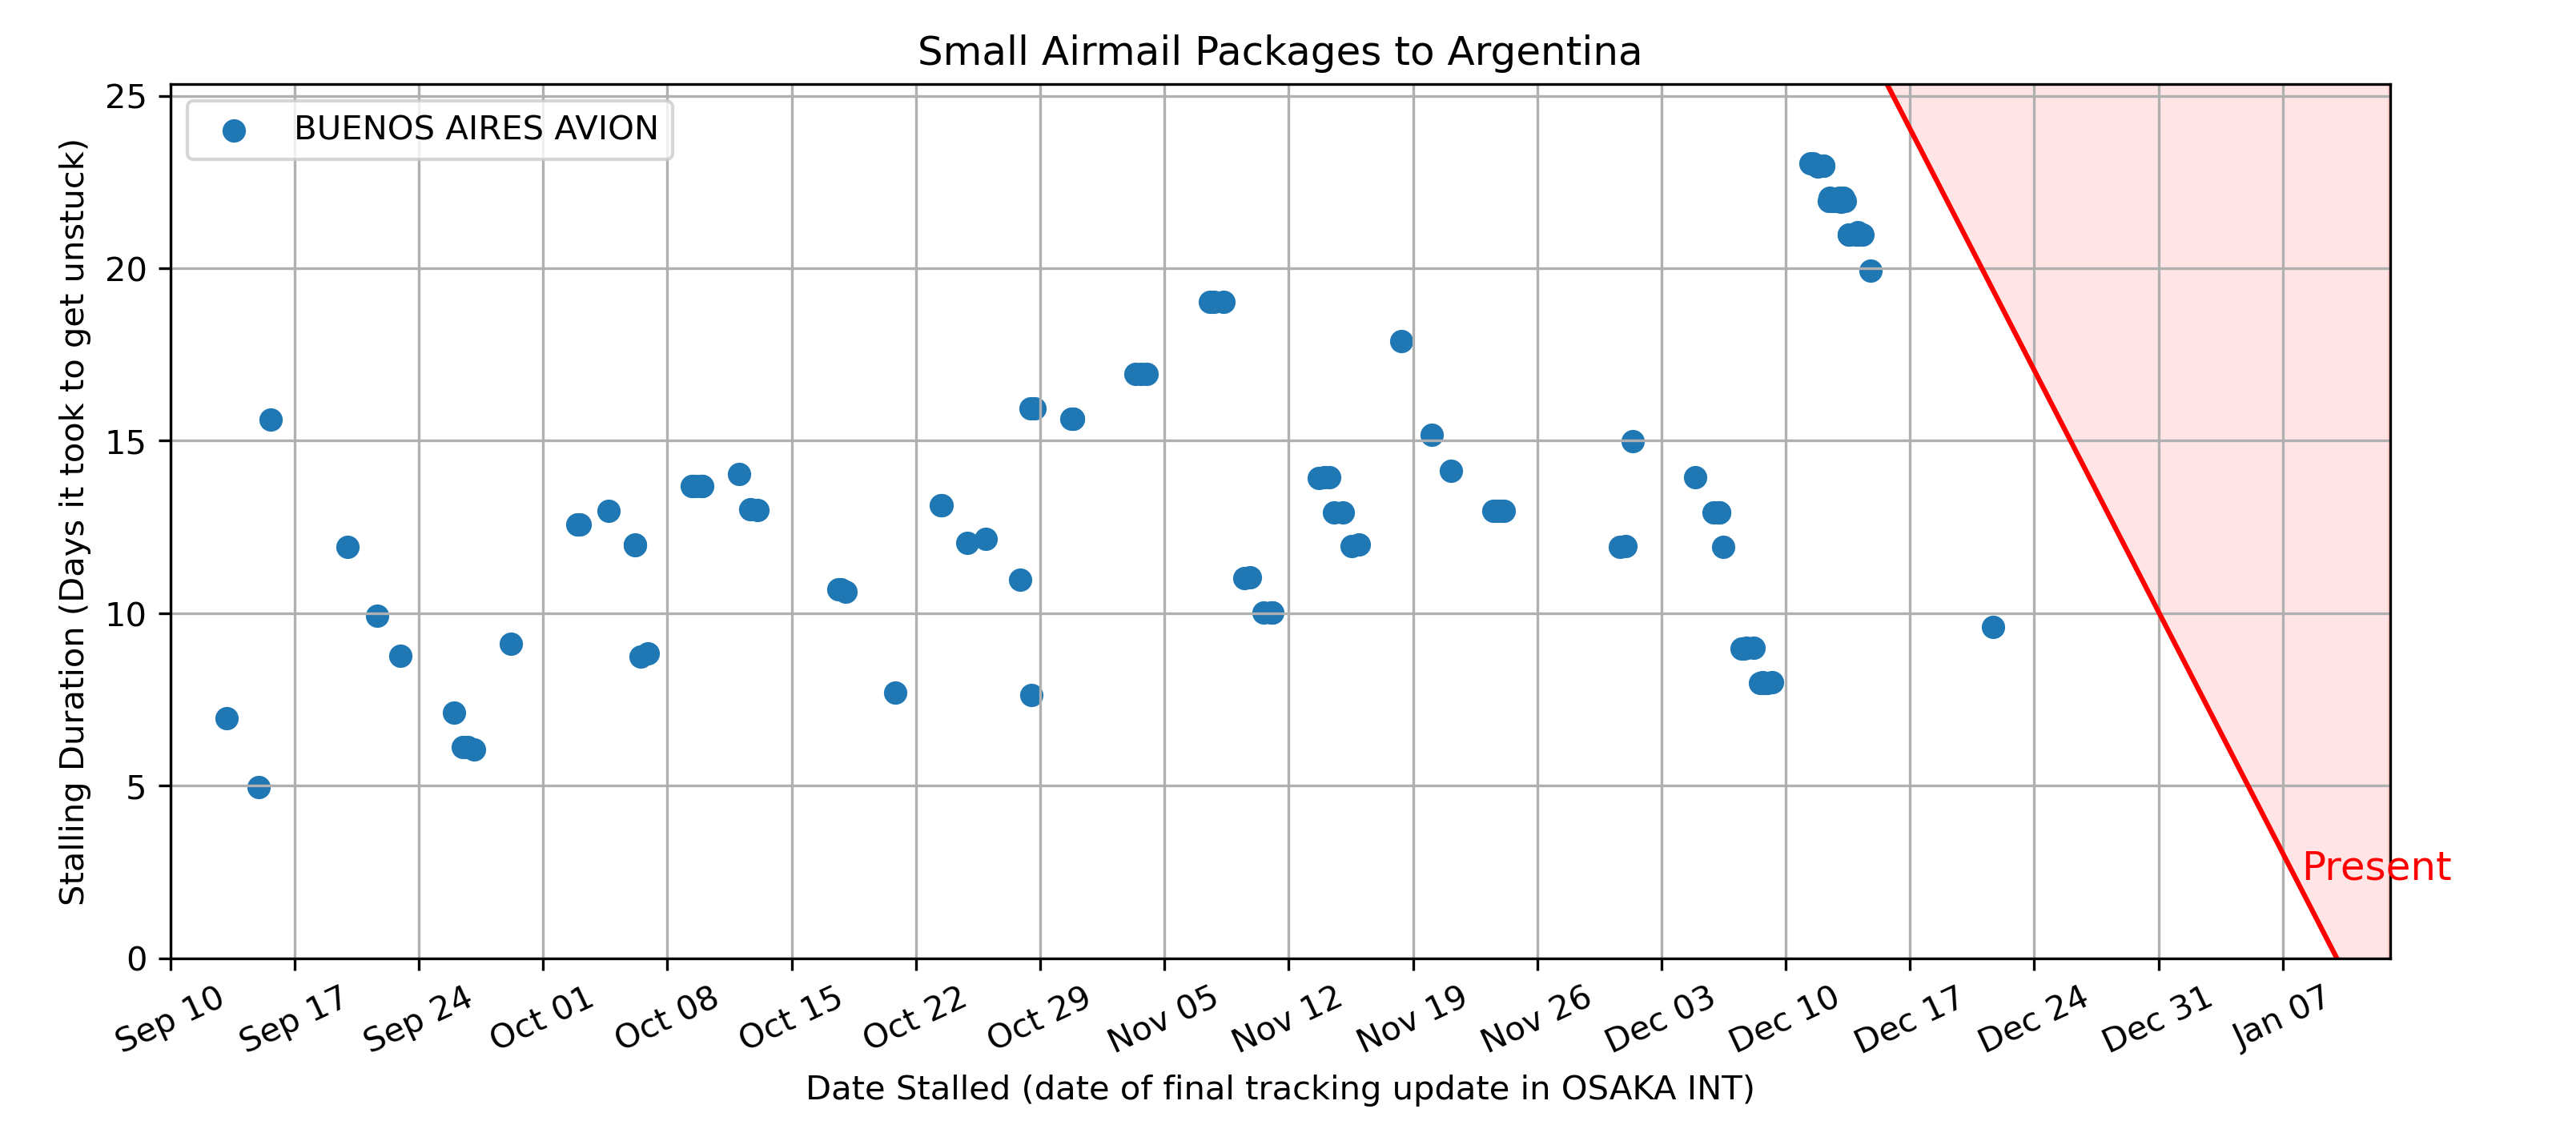 Small Airmail Packages to Argentina
BUENOS AIRES AVION
Stalling Duration (Days it took to get unstuck)
25
20
15
10
5
0
Present
Sep 10
Sep 17
Sep 24
Oct 01
Oct 08
Oct 15
Oct 22
Oct 29
Nov 05
Nov 12
Nov 19
Nov 26
Dec 03
Dec 10
Dec 17
Dec 24
Dec 31
Jan 07
Date Stalled (date of final tracking update in OSAKA INT)